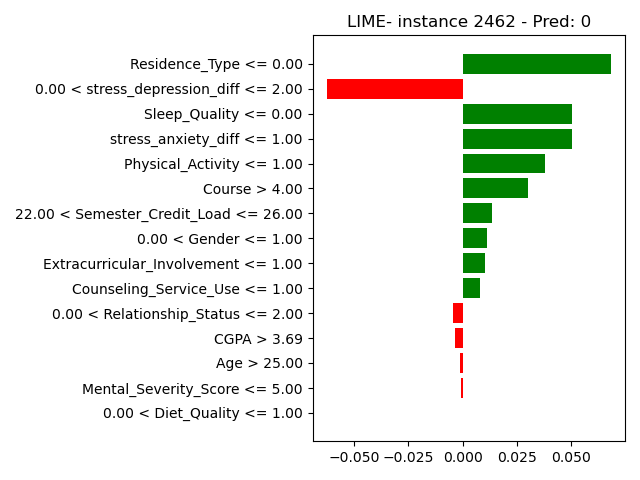 LIME- instance 2462 - Pred: 0
Residence_Type <= 0.00
0.00 < stress_depression_diff <= 2.00
Sleep_Quality <= 0.00
stress_anxiety_diff <= 1.00
Physical_Activity <= 1.00
Course > 4.00
22.00 < Semester_Credit_Load <= 26.00
0.00 < Gender <= 1.00
Extracurricular_Involvement <= 1.00
Counseling_Service_Use <= 1.00
0.00 < Relationship_Status <= 2.00
CGPA > 3.69
Age > 25.00
Mental_Severity_Score <= 5.00
0.00 < Diet_Quality <= 1.00
−0.050 −0.025 0.000 0.025 0.050